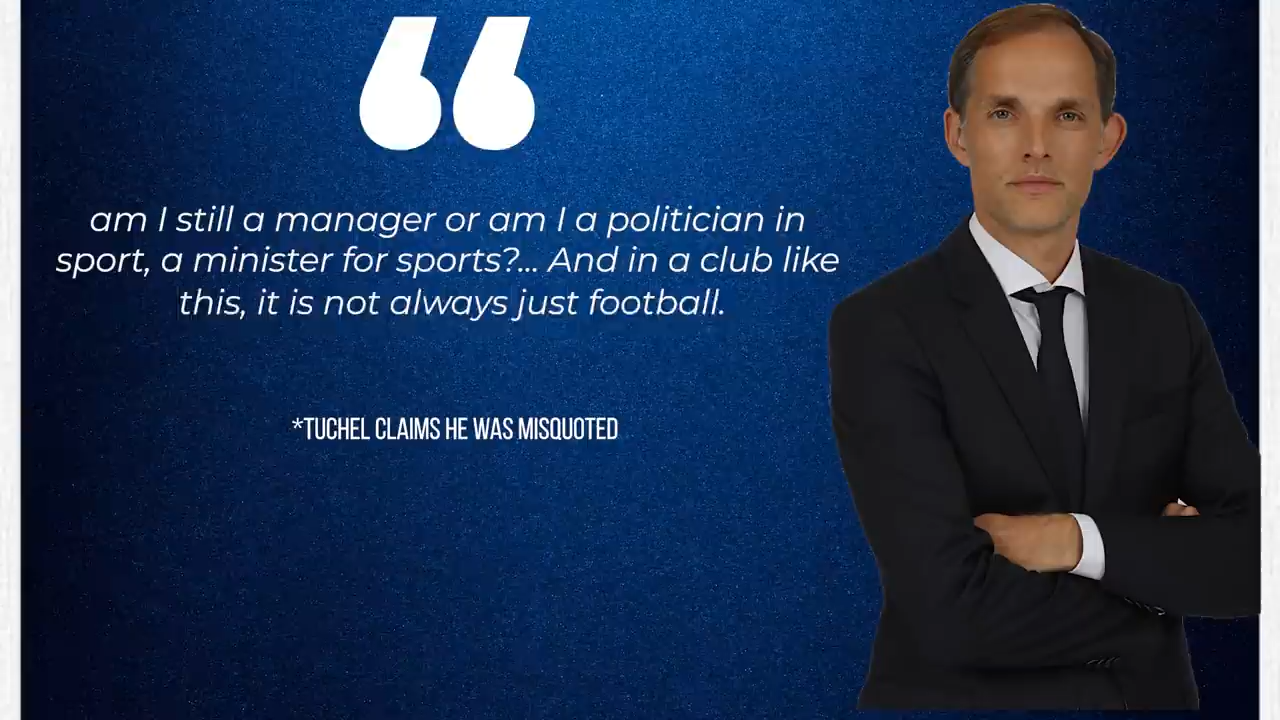 “
am I still a manager or am I a politician in
sport, a minister for sports?... And in a club like
this, it is not always just football.
*TUCHEL CLAIMS HE WAS MISQUOTED